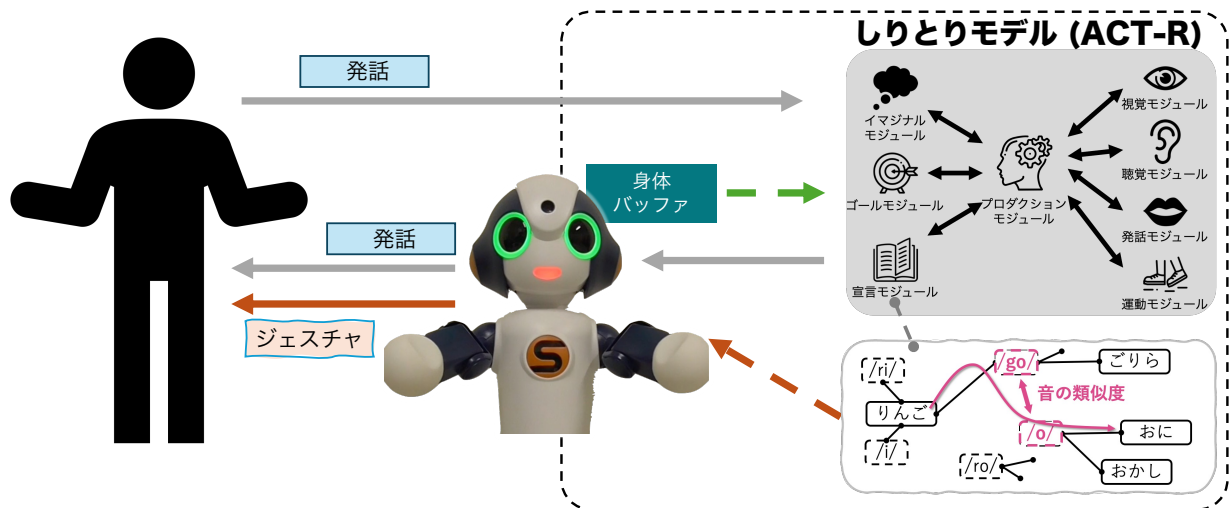 しりとりモデル (ACT-R)
発話
イマジナル
モジュール
視覚モジュール
聴覚モジュール
身体
バッファ
ゴールモジュール
プロダクション
モジュール
発話モジュール
発話
宣言モジュール
運動モジュール
ジェスチャ
S
/ri/
/go/
ごりら
音の類似度
りんご
/o/
おに
/i/
/ro/
おかし